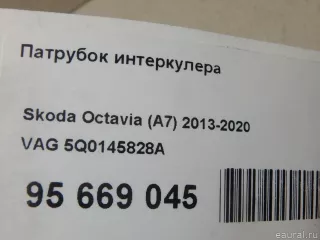 Патрубок интеркулера
Skoda Octavia (A7) 2013-2020
VAG 5Q0145828A
95 669 045
eaural.ru